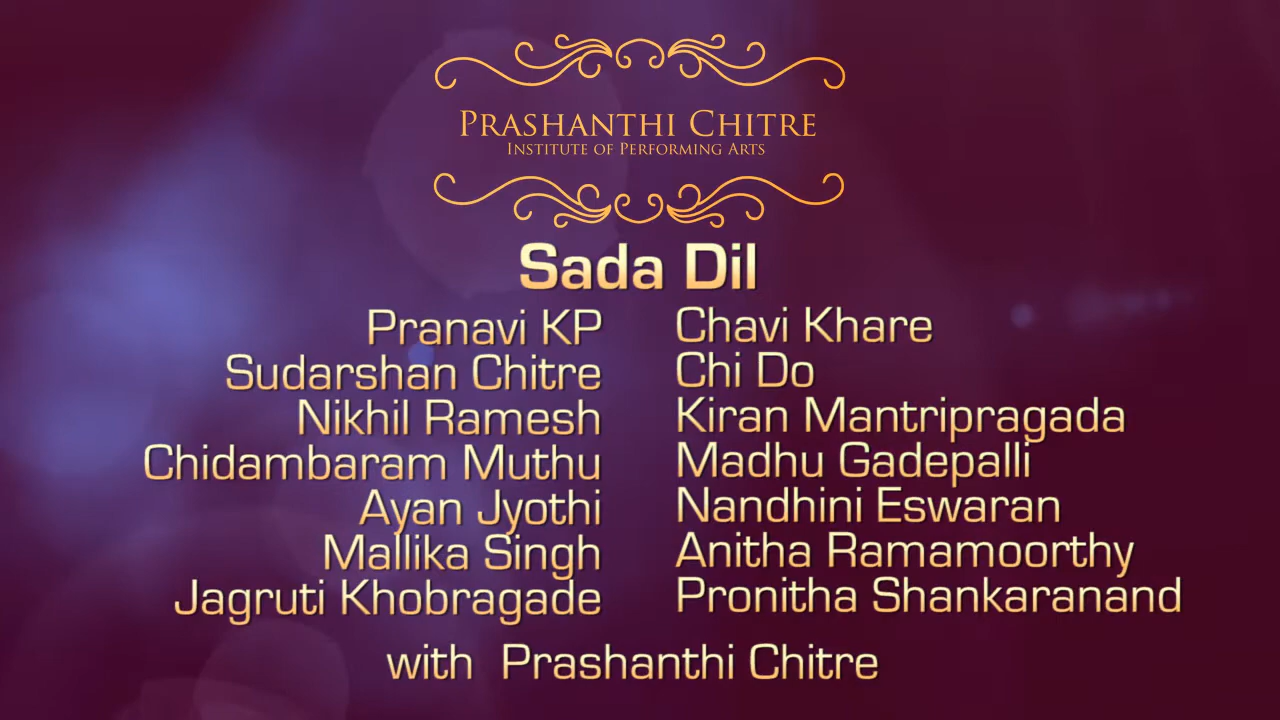 PRASHANTHI CHITRE
INSTITUTE OF PERFORMING ARTS
Sada Dil
Pranavi KP
Sudarshan Chitre
Nikhil Ramesh
Chidambaram Muthu
Ayan Jyothi
Mallika Singh
Jagruti Khobragade
Chavi Khare
Chi Do
Kiran Mantripragada
Madhu Gadepalli
Nandhini Eswaran
Anitha Ramamoorthy
Pronitha Shankaranand
with Prashanthi Chitre